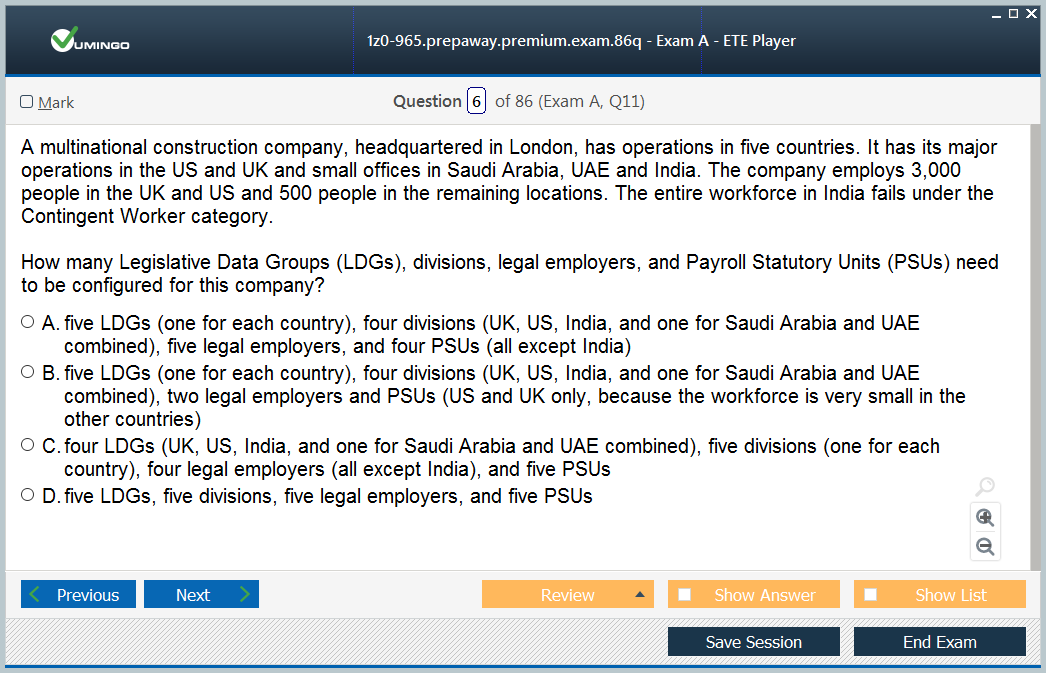 VUMINGO
1z0-965.prepaway.premium.exam.86q - Exam A - ETE Player
Mark
Question 6 of 86 (Exam A, Q11)
A multinational construction company, headquartered in London, has operations in five countries. It has its major
operations in the US and UK and small offices in Saudi Arabia, UAE and India. The company employs 3,000
people in the UK and US and 500 people in the remaining locations. The entire workforce in India fails under the
Contingent Worker category.
How many Legislative Data Groups (LDGs), divisions, legal employers, and Payroll Statutory Units (PSUs) need
to be configured for this company?
A. five LDGs (one for each country), four divisions (UK, US, India, and one for Saudi Arabia and UAE
combined), five legal employers, and four PSUs (all except India)
B. five LDGs (one for each country), four divisions (UK, US, India, and one for Saudi Arabia and UAE
combined), two legal employers and PSUs (US and UK only, because the workforce is very small in the
other countries)
C. four LDGs (UK, US, India, and one for Saudi Arabia and UAE combined), five divisions (one for each
country), four legal employers (all except India), and five PSUs
D. five LDGs, five divisions, five legal employers, and five PSUs
Previous
Next
Review
Show Answer
Show List
Save Session
End Exam